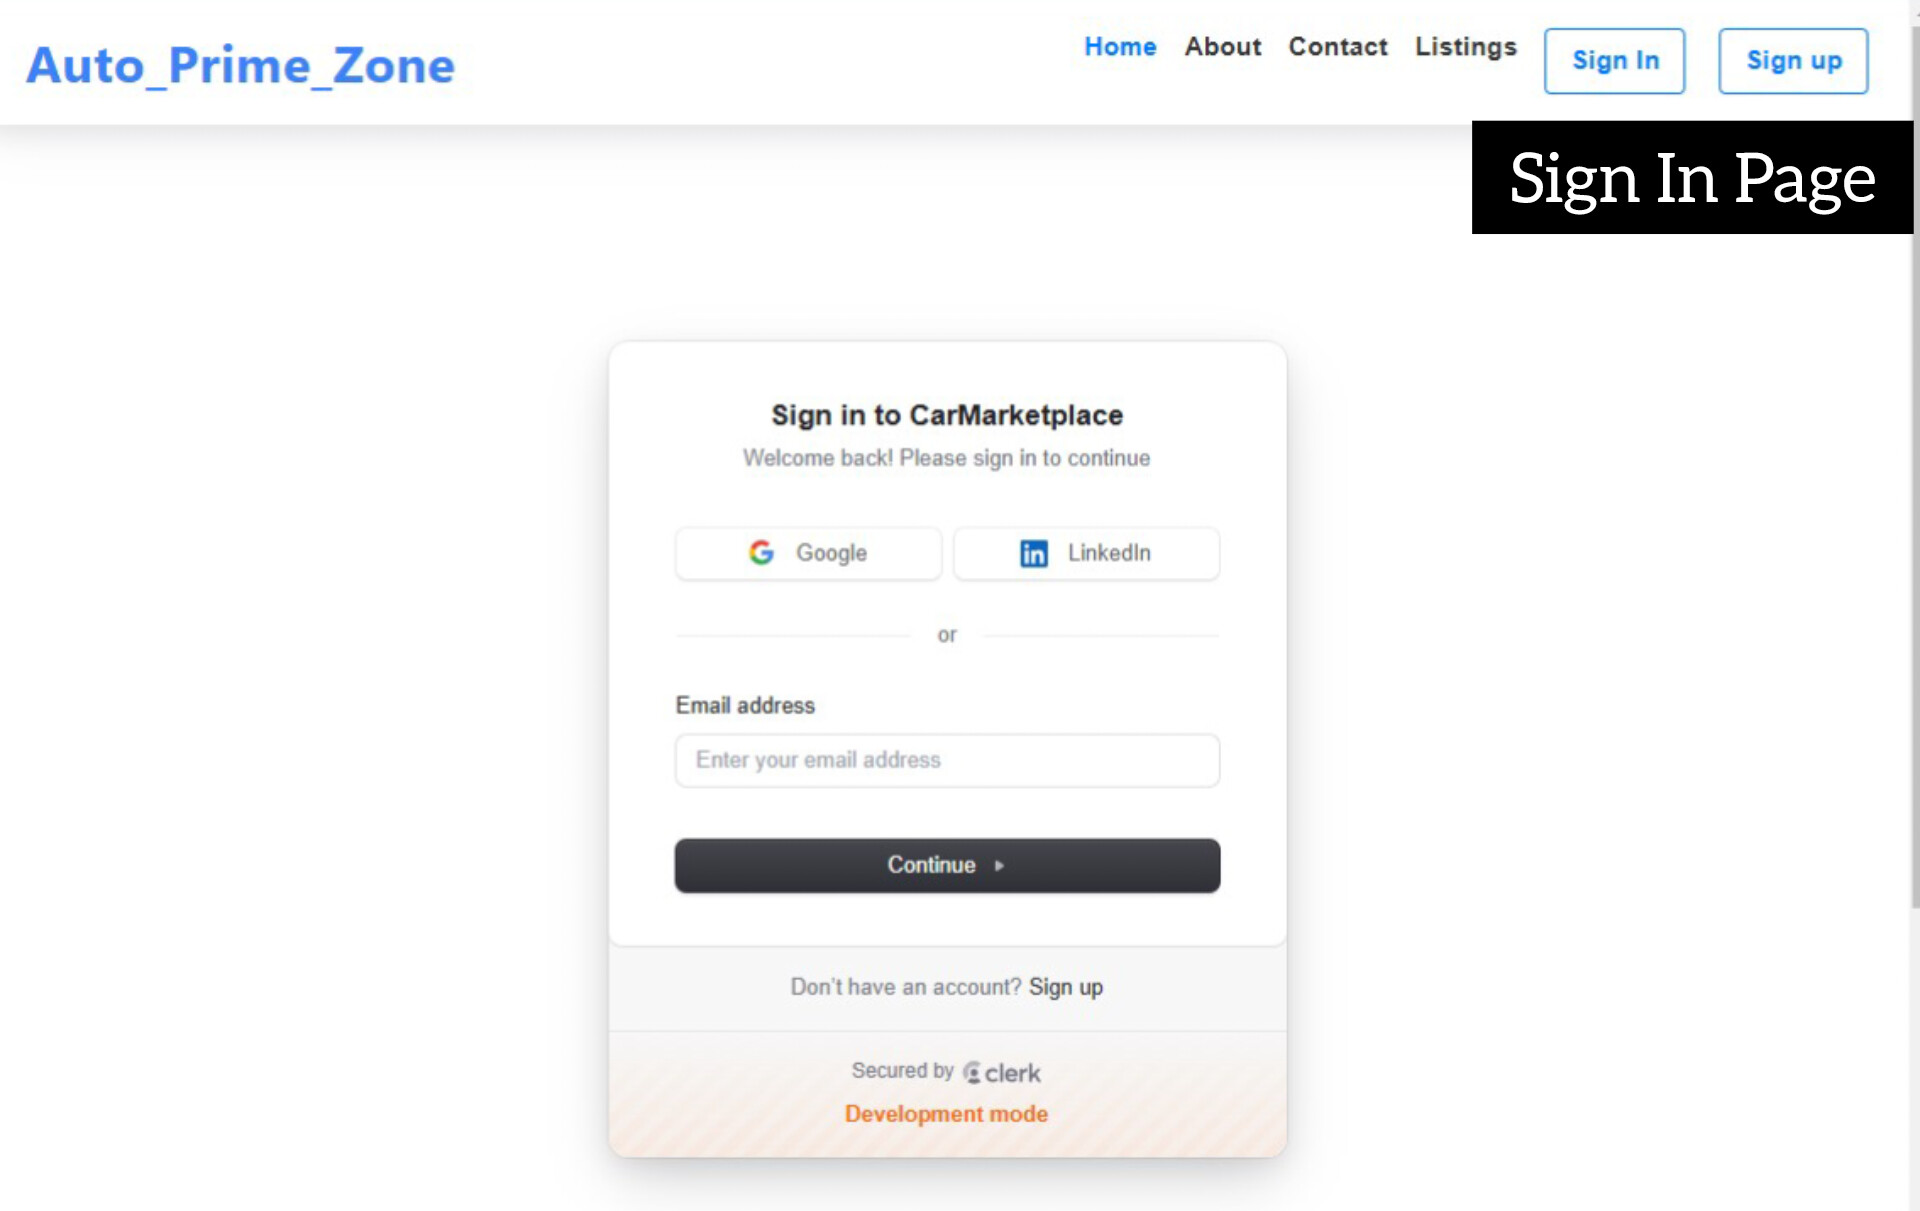 Auto_Prime_Zone
Home About Contact Listings Sign In Sign up
Sign In Page
Sign in to CarMarketplace
Welcome back! Please sign in to continue
Google LinkedIn
or
Email address
Enter your email address
Continue
Don't have an account? Sign up
Secured by clerk
Development mode